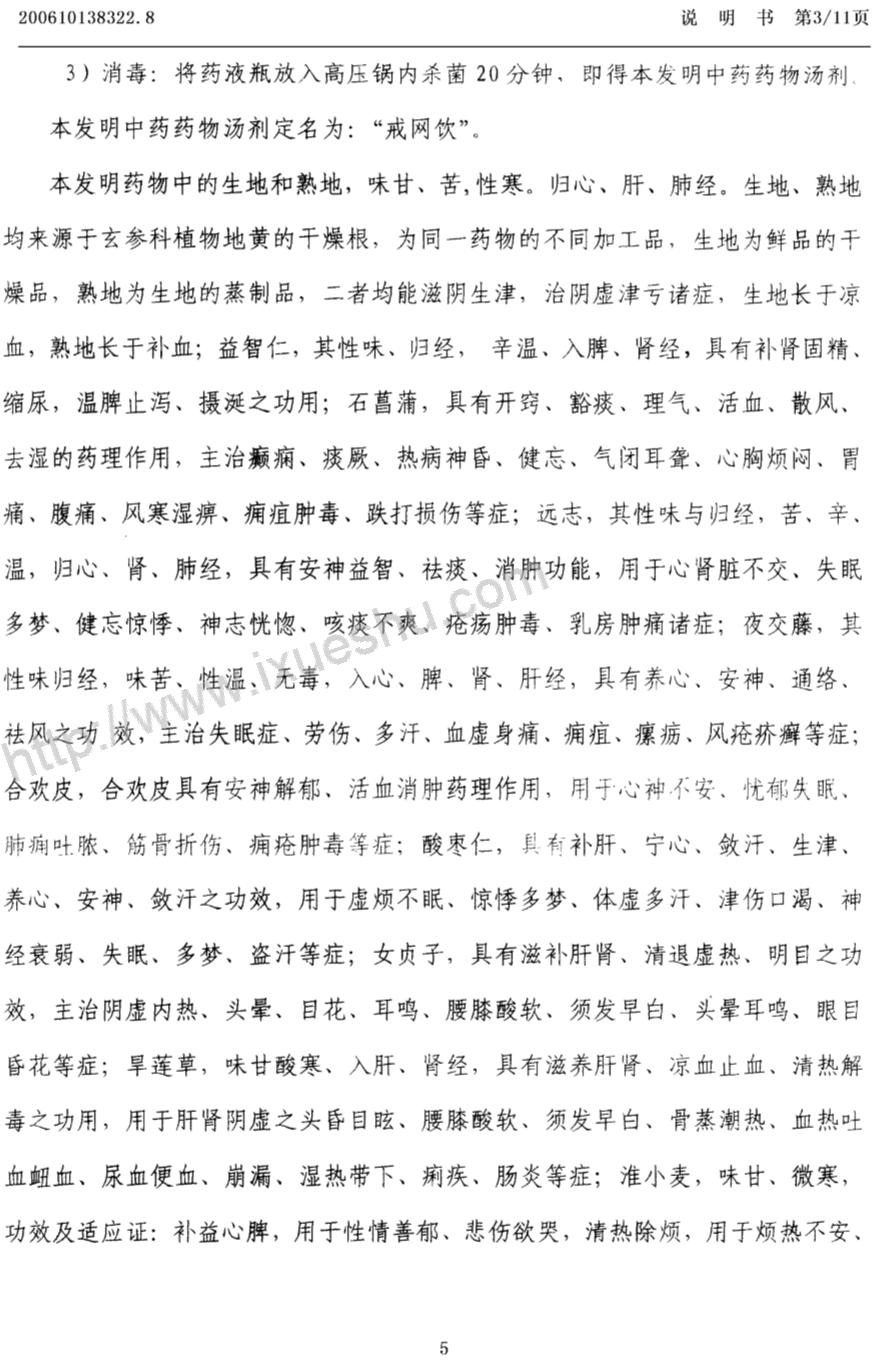 200610138322.8 说 明 书 第3/11页
3）消毒：将药液瓶放入高压锅内杀菌20分钟，即得本发明中药药物汤剂.
本发明中药药物汤剂定名为：“戒网饮”。
本发明药物中的生地和熟地，味甘、苦,性寒。归心、肝、肺经。生地、熟地
均来源于玄参科植物地黄的干燥根，为同一药物的不同加工品，生地为鲜品的干
燥品，熟地为生地的蒸制品，二者均能滋阴生津，治阴虚津亏诸症，生地长于凉
血，熟地长于补血；益智仁，其性味、归经， 辛温、入脾、肾经，具有补肾固精、
缩尿，温脾止泻、摄涎之功用；石菖蒲，具有开窍、豁痰、理气、活血、散风、
去湿的药理作用，主治癫痫、痰厥、热病神昏、健忘、气闭耳聋、心胸烦闷、胃
痛、腹痛、风寒湿痹、痈疽肿毒、跌打损伤等症；远志，其性味与归经，苦、辛、
温，归心、肾、肺经，具有安神益智、祛痰、消肿功能，用于心肾脏不交、失眠
多梦、健忘惊悸、神志恍惚、咳痰不爽、疮疡肿毒、乳房肿痛诸症；夜交藤，其
性味归经，味苦、性温、无毒，入心、脾、肾、肝经，具有养心、安神、通络、
祛风之功 效，主治失眠症、劳伤、多汗、血虚身痛、痈疽、瘰疬、风疮疥癣等症；
合欢皮，合欢皮具有安神解郁、活血消肿药理作用，用于心神不安、忧郁失眠、
肺痈吐脓、筋骨折伤、痈疮肿毒等症；酸枣仁，具有补肝、宁心、敛汗、生津、
养心、安神、敛汗之功效，用于虚烦不眠、惊悸多梦、体虚多汗、津伤口渴、神
经衰弱、失眠、多梦、盗汗等症；女贞子，具有滋补肝肾、清退虚热、明目之功
效，主治阴虚内热、头晕、目花、耳鸣、腰膝酸软、须发早白、头晕耳鸣、眼目
昏花等症；旱莲草，味甘酸寒、入肝、肾经，具有滋养肝肾、凉血止血、清热解
毒之功用，用于肝肾阴虚之头昏目眩、腰膝酸软、须发早白、骨蒸潮热、血热吐
血衄血、尿血便血、崩漏、湿热带下、痢疾、肠炎等症；淮小麦，味甘、微寒，
功效及适应证：补益心脾，用于性情善郁、悲伤欲哭，清热除烦，用于烦热不安、
http://www.ixueshu.com
5